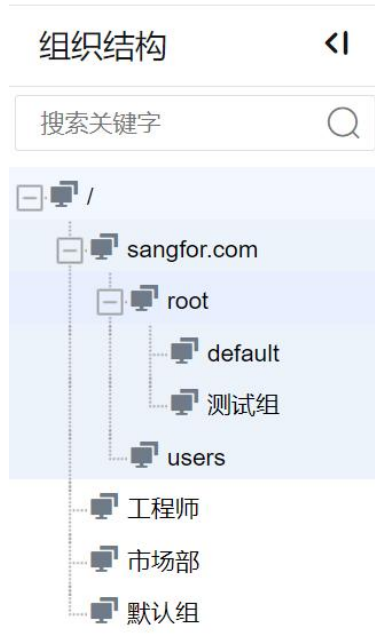 组织结构
搜索关键字
/
sangfor.com
root
default
测试组
users
工程师
市场部
默认组